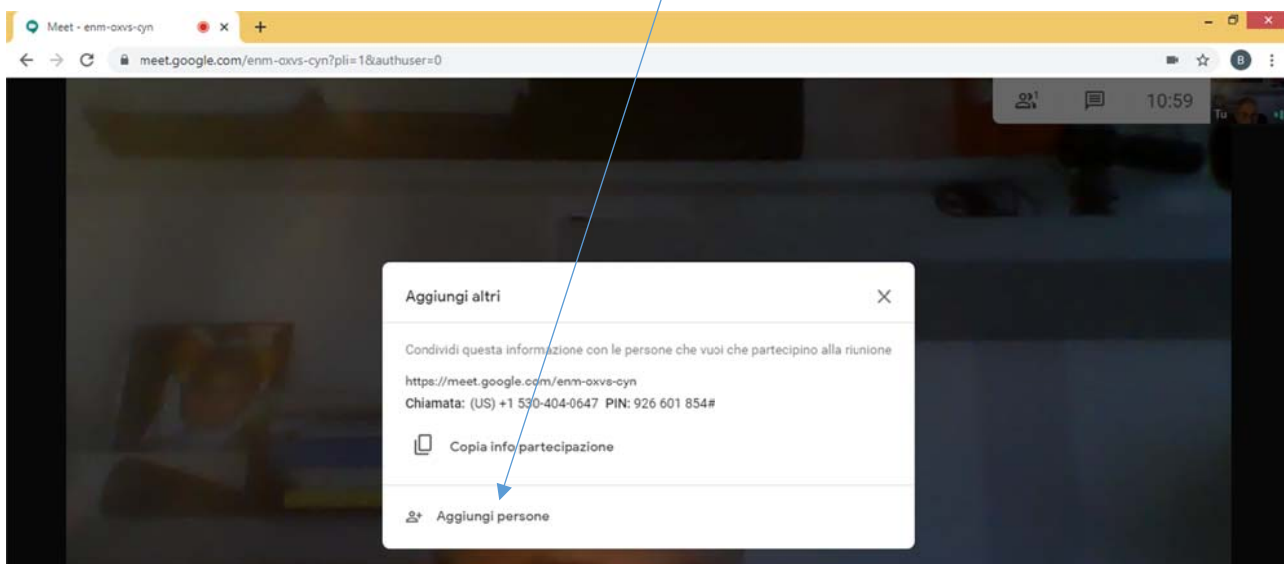 Meet - enm-oxvs-cyn
meet.google.com/enm-oxvs-cyn?pli=1&authuser=0
B
1
10:59
Tu
Aggiungi altri
Condividi questa informazione con le persone che vuoi che partecipino alla riunione
https://meet.google.com/enm-oxvs-cyn
Chiamata: (US) +1 530-404-0647 PIN: 926 601 854#
Copia info partecipazione
Aggiungi persone